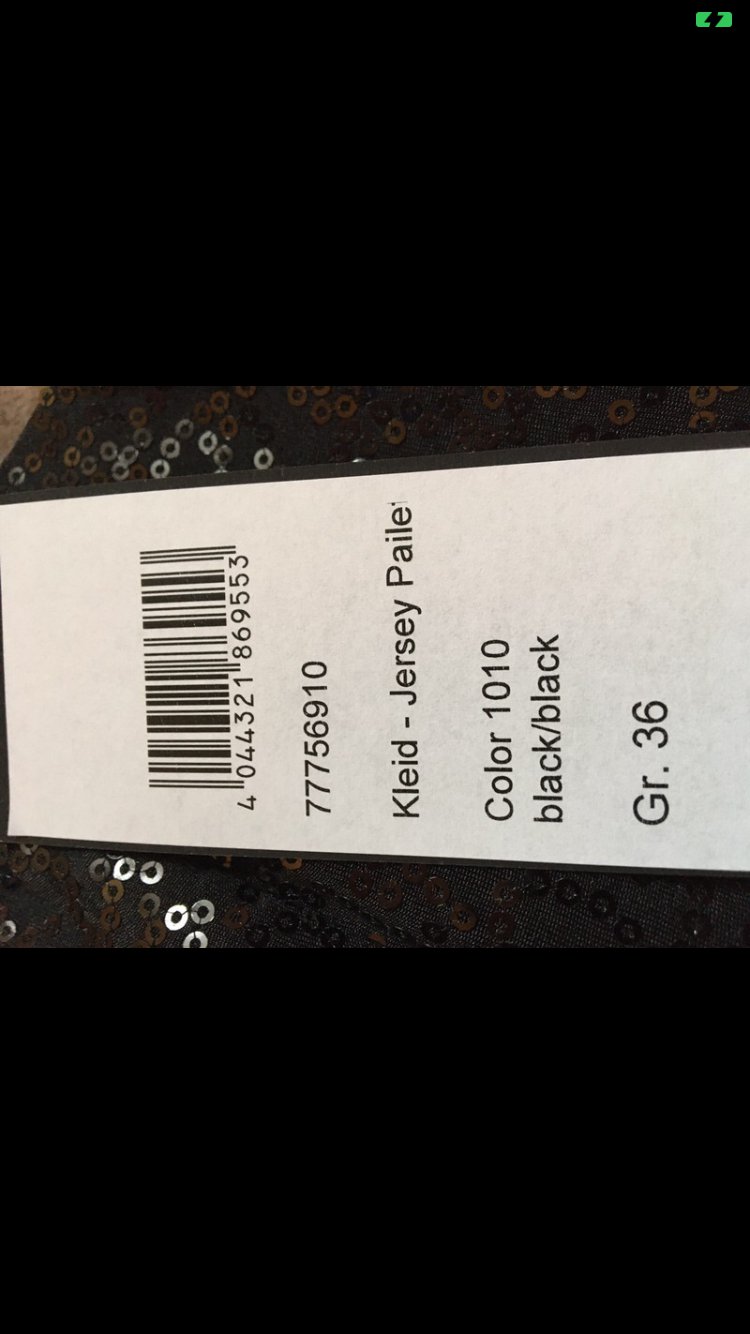 4 044321 869553
77756910
Kleid - Jersey Paile
Color 1010
black/black
Gr. 36